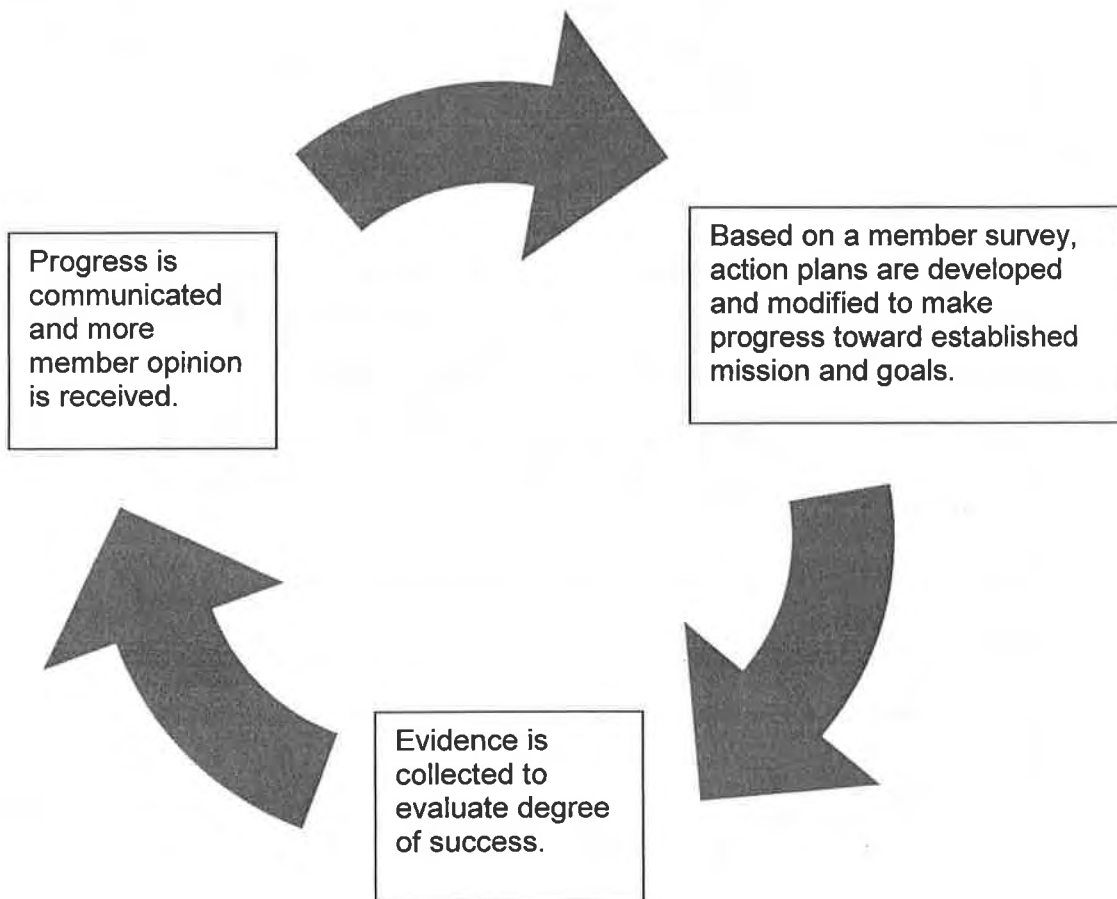 Progress is
communicated
and more
member opinion
is received.
Based on a member survey,
action plans are developed
and modified to make
progress toward established
mission and goals.
Evidence is
collected to
evaluate degree
of success.